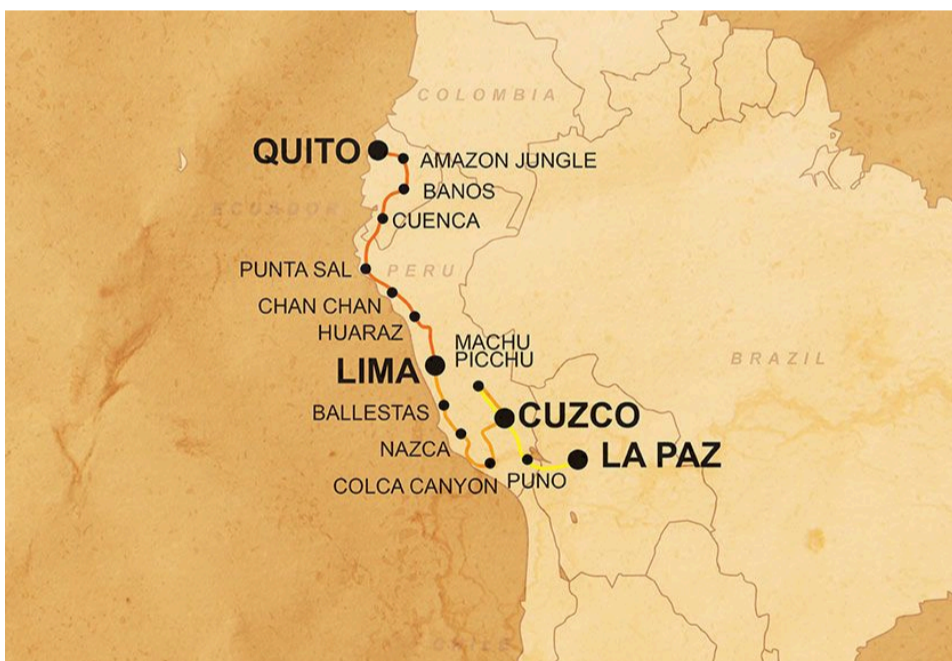 COLOMBIA
QUITO
AMAZON JUNGLE
BANOS
ECUADOR
CUENCA
PUNTA SAL
PERU
CHAN CHAN
HUARAZ
MACHU
PICCHU
BRAZIL
LIMA
BALLESTAS
CUZCO
NAZCA
LA PAZ
COLCA CANYON
PUNO
CHILE